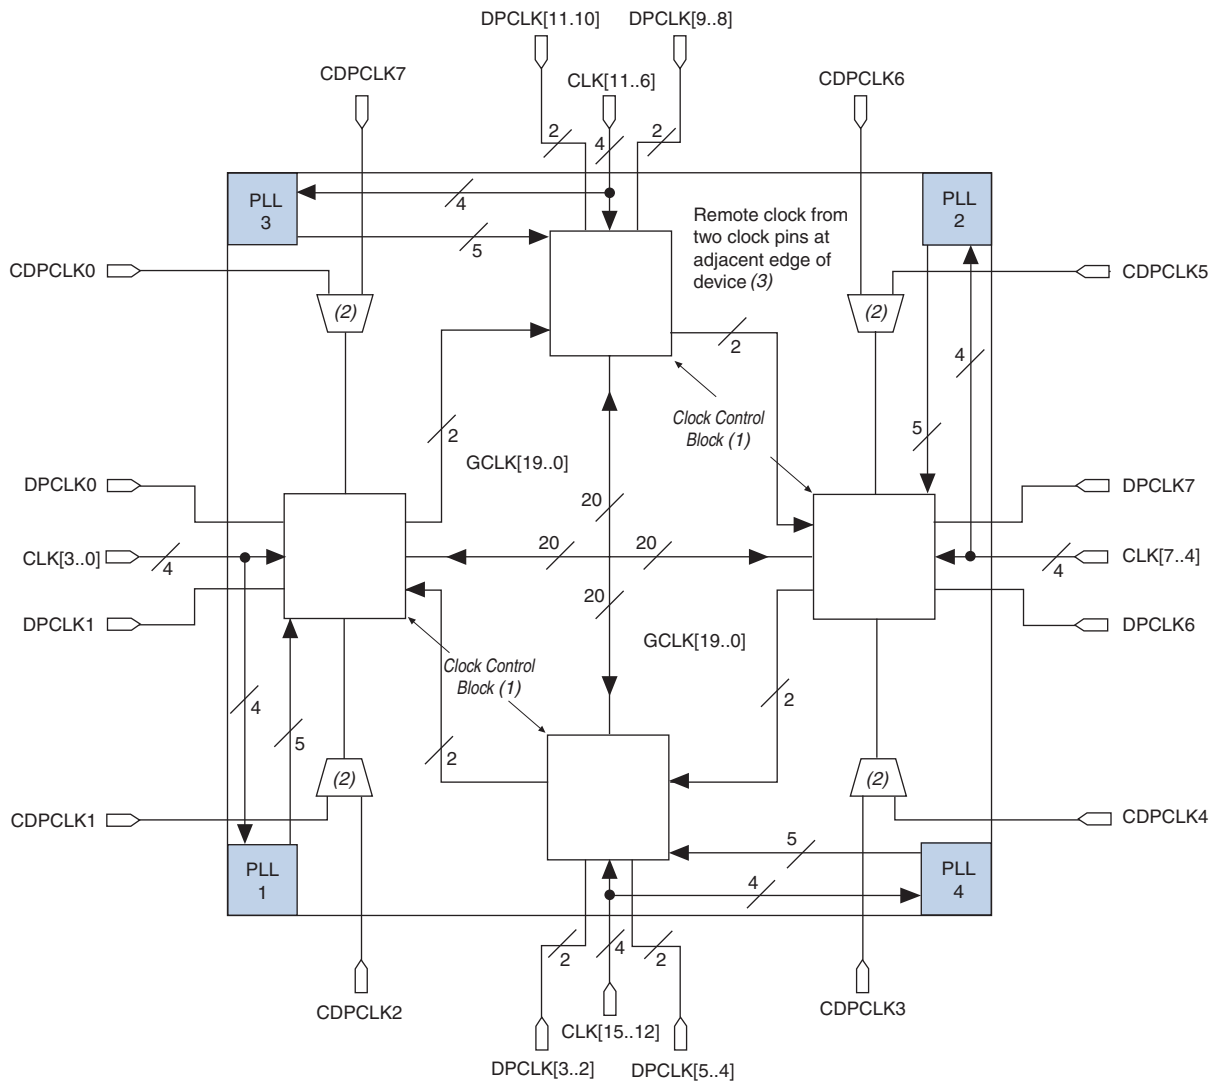 DPCLK[11.10]
DPCLK[9..8]
CDPCLK7
CLK[11..6]
CDPCLK6
2
4
2
PLL
3
4
5
PLL
2
Remote clock from
two clock pins at
adjacent edge of
device (3)
CDPCLK0
CDPCLK5
(2)
(2)
2
4
Clock Control
Block (1)
2
5
GCLK[19..0]
DPCLK0
DPCLK7
20
CLK[3..0]
4
20
20
4
CLK[7..4]
20
DPCLK1
DPCLK6
GCLK[19..0]
Clock Control
Block (1)
4
2
5
2
(2)
(2)
CDPCLK1
CDPCLK4
5
PLL
1
4
PLL
4
2
4
2
CDPCLK2
CDPCLK3
CLK[15..12]
DPCLK[3..2]
DPCLK[5..4]